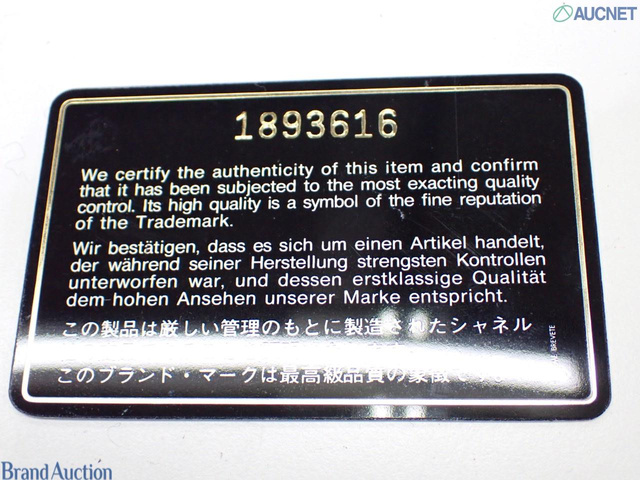 AUCNET
1893616
We certify the authenticity of this item and confirm
that it has been subjected to the most exacting quality
control. Its high quality is a symbol of the fine reputation
of the Trademark.
Wir bestätigen, dass es sich um einen Artikel handelt,
der während seiner Herstellung strengsten Kontrollen
unterworfen war, und dessen erstklassige Qualität
dem hohen Ansehen unserer Marke entspricht.
この製品は厳しい管理のもとに製造されたシャネル
このブランド・マークは最高級品質の象徴で
BREVETE
Brand Auction